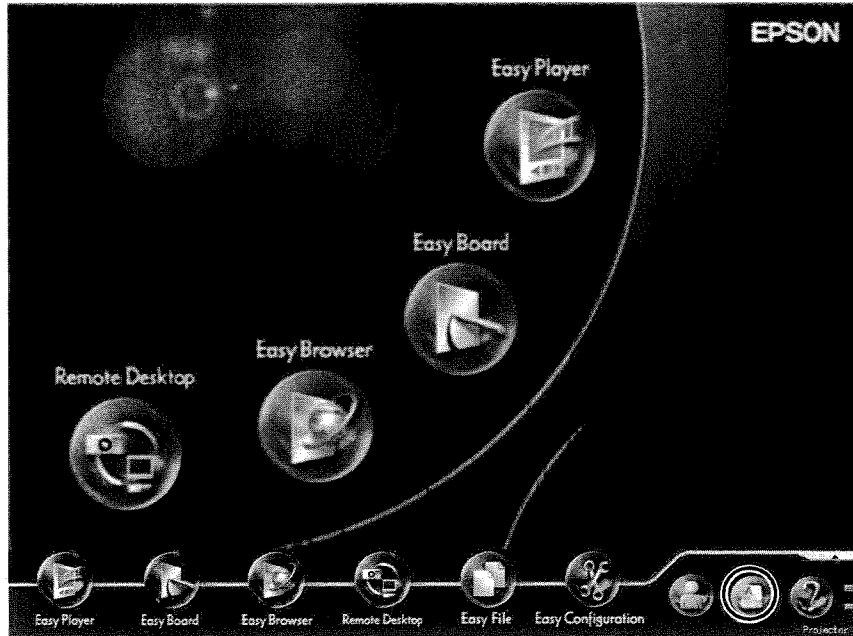 EPSON
Easy Player
Easy Board
Easy Browser
Remote Desktop
Easy Player Easy Board Easy Browser Remote Desktop Easy File Easy Configuration
Projector